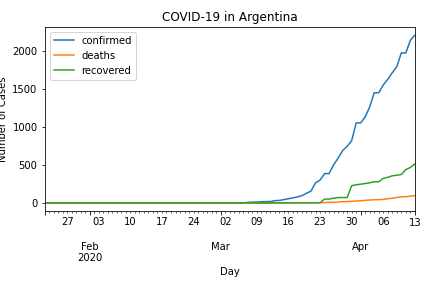 COVID-19 in Argentina
confirmed
deaths
recovered
2000
1500
1000
500
0
Number of Cases
27 03 10 17 24 02 09 16 23 30 06 13
Feb Mar Apr
2020
Day